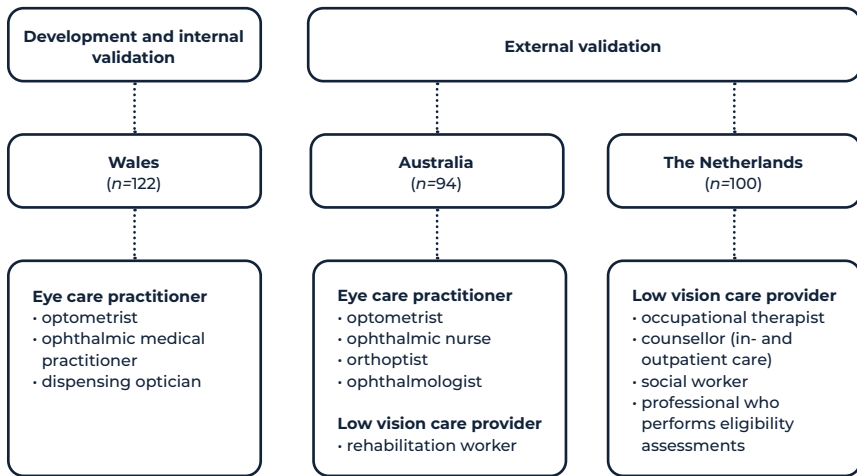 Development and internal
validation
External validation
Wales
(n=122)
Australia
(n=94)
The Netherlands
(n=100)
Eye care practitioner
· optometrist
· ophthalmic medical
practitioner
· dispensing optician
Eye care practitioner
· optometrist
· ophthalmic nurse
· orthoptist
· ophthalmologist
Low vision care provider
· rehabilitation worker
Low vision care provider
· occupational therapist
· counsellor (in- and
outpatient care)
· social worker
· professional who
performs eligibility
assessments